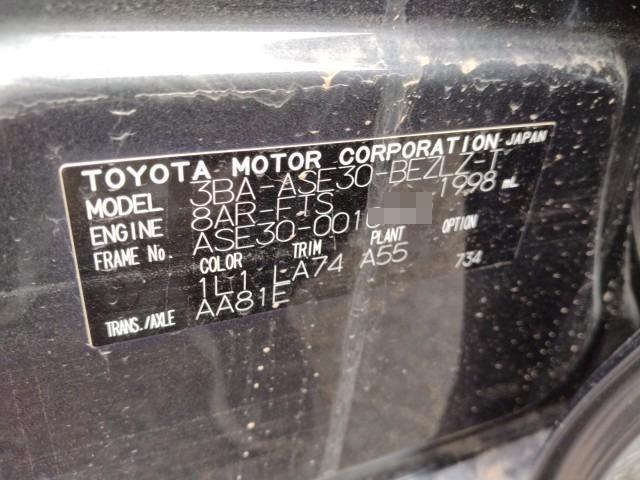 TOYOTA MOTOR CORPORATION JAPAN
MODEL 3BA-ASE30-BEZLZ-T
ENGINE 8AR-FTS 1998 mL
FRAME No. ASE30-0010
COLOR TRIM PLANT OPTION
1L1 LA74 A55 734
TRANS./AXLE AA81E